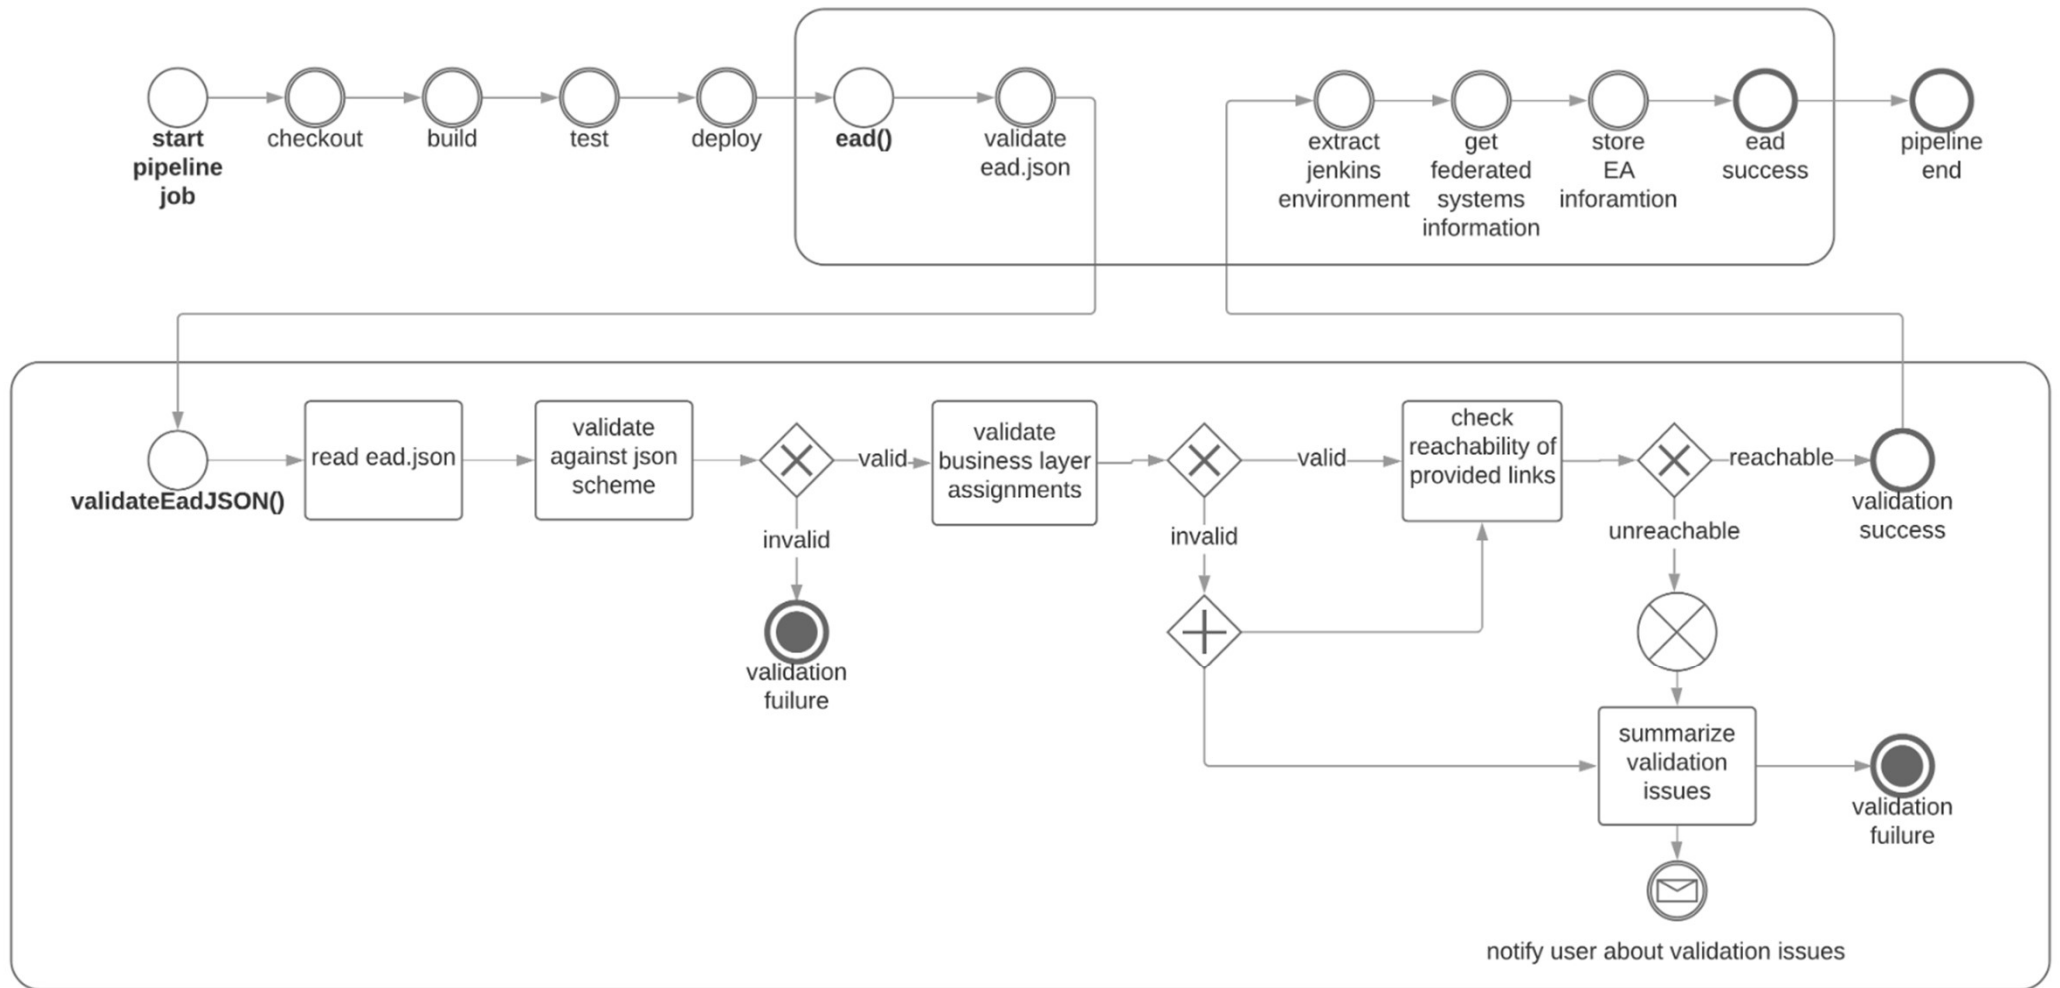 start
pipeline
job
checkout
build
test
deploy
ead()
validate
ead.json
extract
jenkins
environment
get
federated
systems
information
store
EA
inforamtion
ead
success
pipeline
end
validateEadJSON()
read ead.json
validate
against json
scheme
valid
invalid
validation
fuilure
validate
business layer
assignments
valid
invalid
check
reachability of
provided links
reachable
unreachable
validation
success
summarize
validation
issues
validation
fuilure
notify user about validation issues